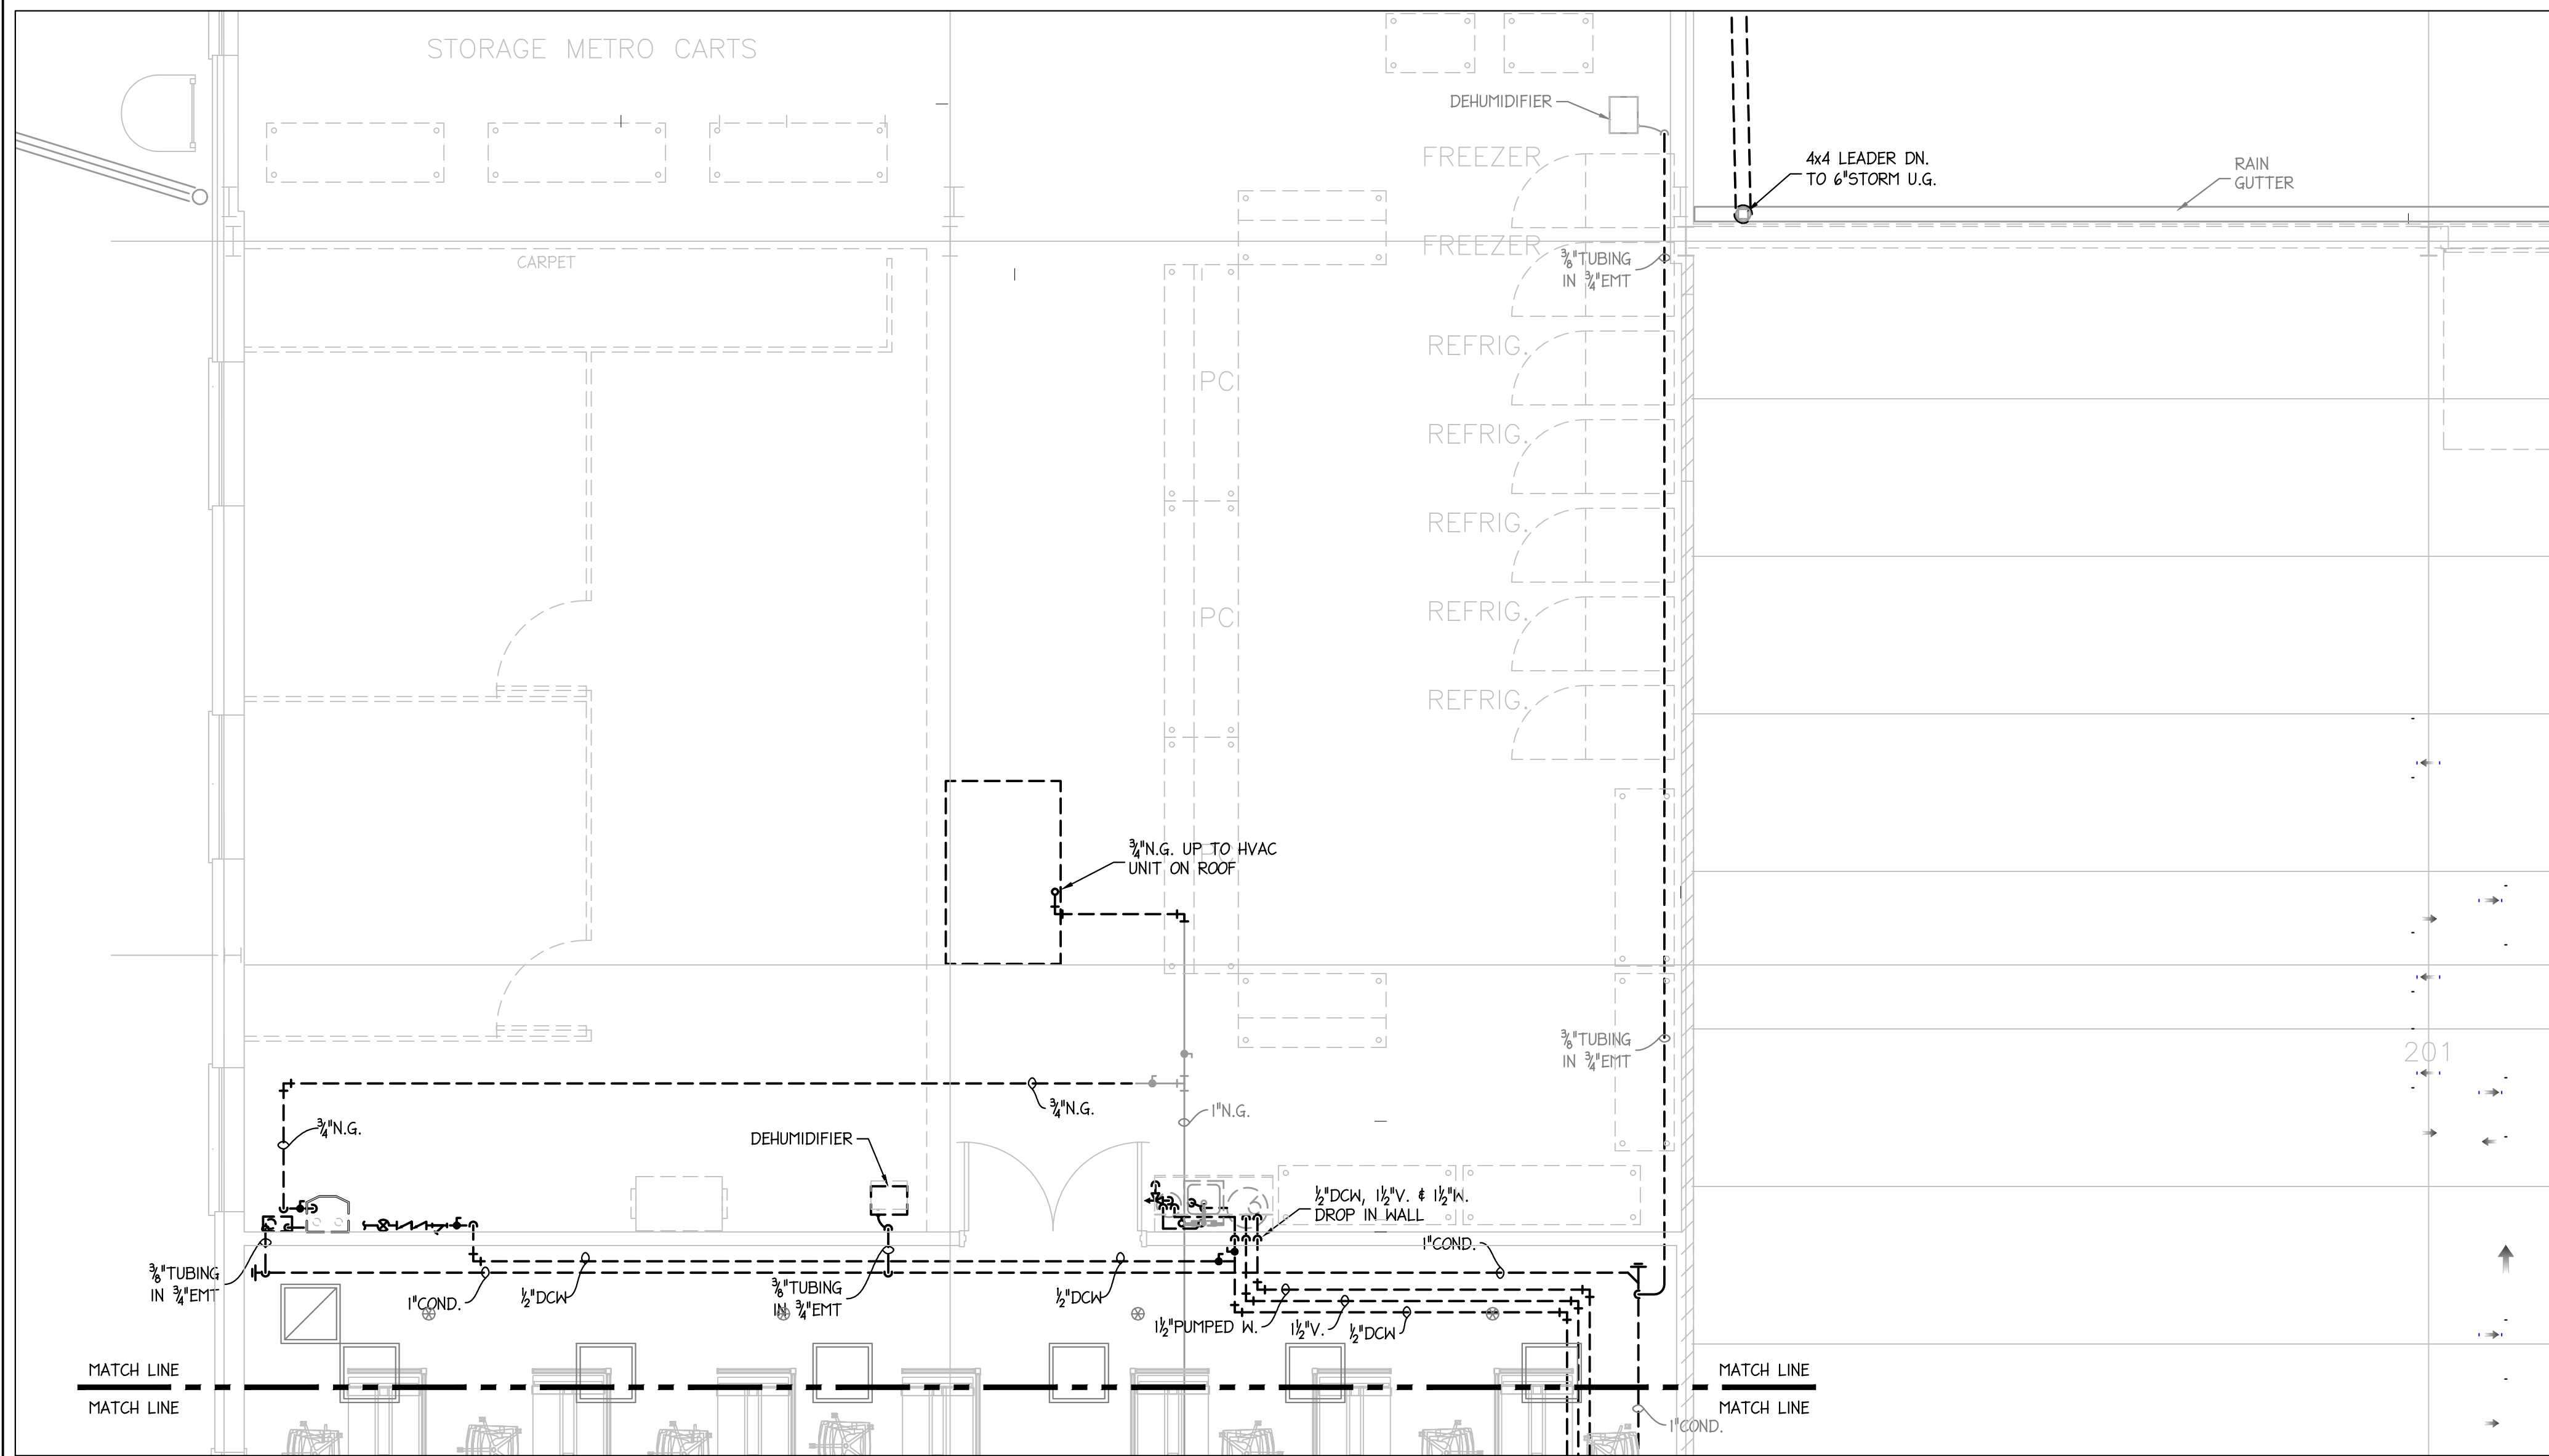 STORAGE METRO CARTS
DEHUMIDIFIER
FREEZER
4x4 LEADER DN.
TO 6" STORM U.G.
RAIN
GUTTER
FREEZER
CARPET
3/8" TUBING
IN 3/4" EMT
REFRIG.
PC
REFRIG.
REFRIG.
REFRIG.
PC
REFRIG.
3/4" N.G. UP TO HVAC
UNIT ON ROOF
3/8" TUBING
IN 3/4" EMT
201
3/4" N.G.
1" N.G.
3/4" N.G.
DEHUMIDIFIER
1/2" DCW, 1 1/2" V. & 1 1/2" W.
DROP IN WALL
1" COND.
3/8" TUBING
IN 3/4" EMT
1" COND.
1/2" DCW
3/8" TUBING
IN 3/4" EMT
1/2" DCW
1 1/2" PUMPED W.
1 1/2" V.
1/2" DCW
MATCH LINE
MATCH LINE
MATCH LINE
MATCH LINE
1" COND.